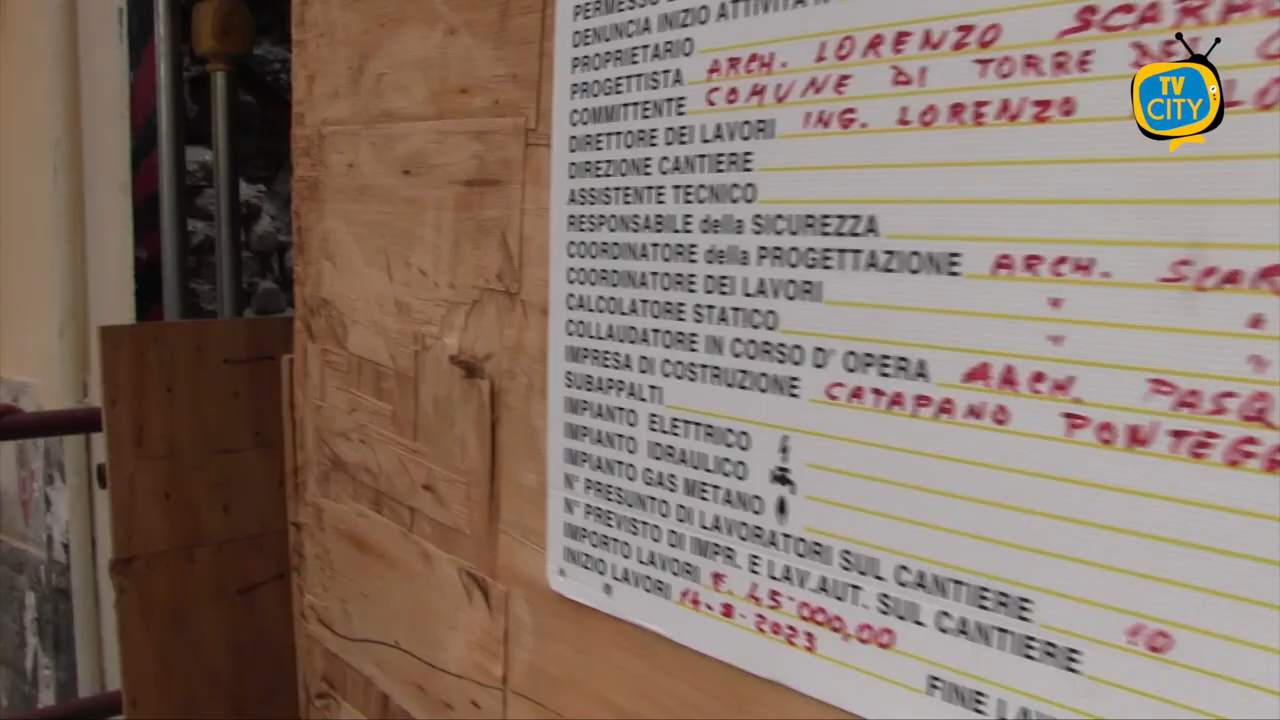 PERMESSO
DENUNCIA INIZIO ATTIVITÀ
PROPRIETARIO
PROGETTISTA ARCH. LORENZO
COMMITTENTE COMUNE DI TORRE DEL
DIRETTORE DEI LAVORI ING. LORENZO
DIREZIONE CANTIERE
ASSISTENTE TECNICO
RESPONSABILE della SICUREZZA
COORDINATORE della PROGETTAZIONE ARCH. SCAR
COORDINATORE DEI LAVORI " "
CALCOLATORE STATICO " "
COLLAUDATORE IN CORSO D' OPERA ARCH. PASQ
IMPRESA DI COSTRUZIONE CATAPANO PONTEGG
SUBAPPALTI
IMPIANTO ELETTRICO
IMPIANTO IDRAULICO
IMPIANTO GAS METANO
N° PRESUNTO DI LAVORATORI SUL CANTIERE 10
N° PREVISTO DI IMPR. E LAV.AUT. SUL CANTIERE
IMPORTO LAVORI €. 45'000,00
INIZIO LAVORI 14-8-2023
FINE LA
TV
CITY